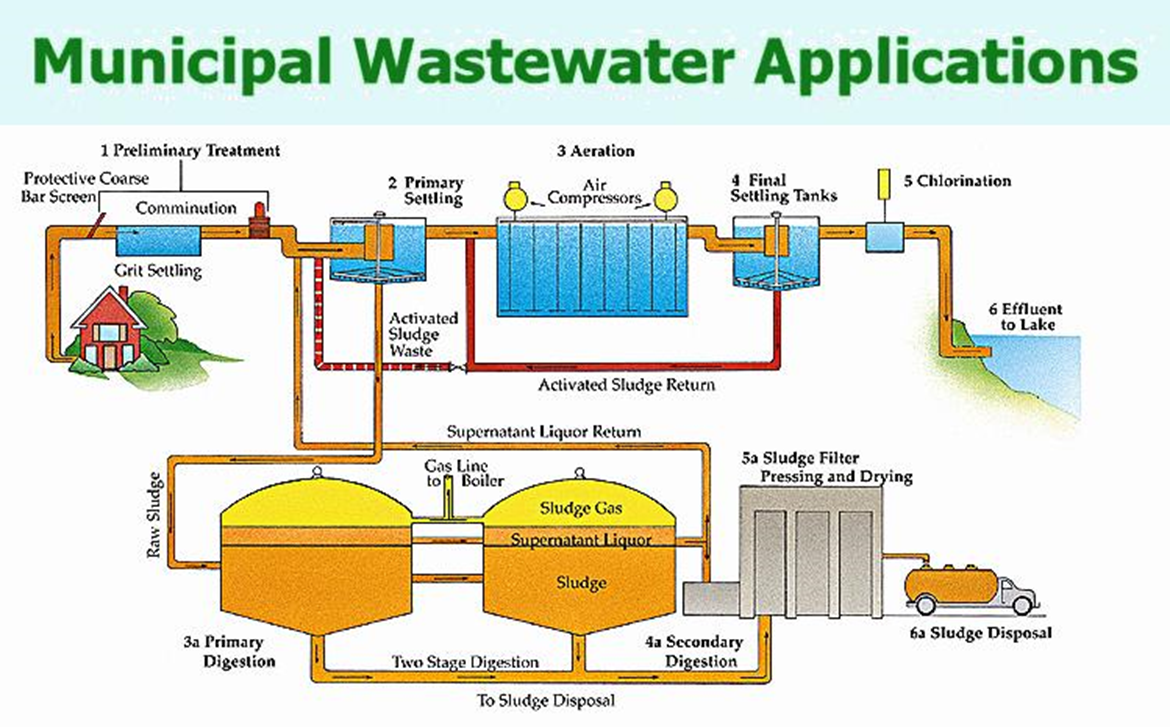 Municipal Wastewater Applications
1 Preliminary Treatment
3 Aeration
Protective Coarse
Bar Screen
Comminution
2 Primary
Settling
Air
Compressors
4 Final
Settling Tanks
5 Chlorination
Grit Settling
Activated
Sludge
Waste
6 Effluent
to Lake
Activated Sludge Return
Supernatant Liquor Return
Raw Sludge
Gas Line
to Boiler
5a Sludge Filter
Pressing and Drying
Sludge Gas
Supernatant Liquor
Sludge
3a Primary
Digestion
Two Stage Digestion
4a Secondary
Digestion
6a Sludge Disposal
To Sludge Disposal